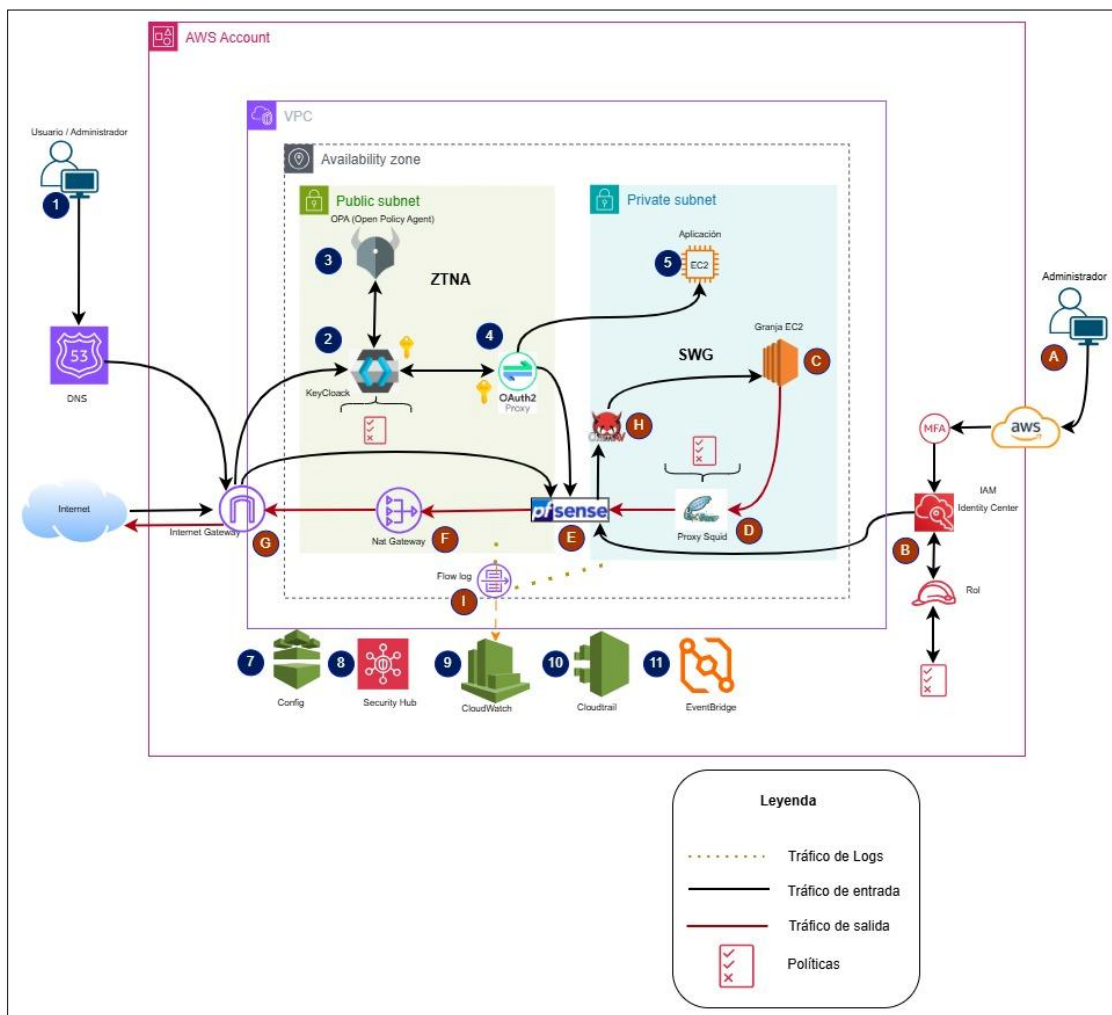 AWS Account
VPC
Usuario / Administrador
1
Availability zone
Public subnet
OPA (Open Policy Agent)
3
ZTNA
2
4
KeyCloack
OAuth2
Proxy
Private subnet
Aplicación
5
EC2
Granja EC2
SWG
C
H
Administrador
A
53
DNS
aws
MFA
IAM
Identity Center
B
Rol
Internet
Internet Gateway
G
Nat Gateway
F
pfsense
E
Proxy Squid
D
Flow log
I
7
Config
8
Security Hub
9
CloudWatch
10
Cloudtrail
11
EventBridge
Leyenda
Tráfico de Logs
Tráfico de entrada
Tráfico de salida
Políticas